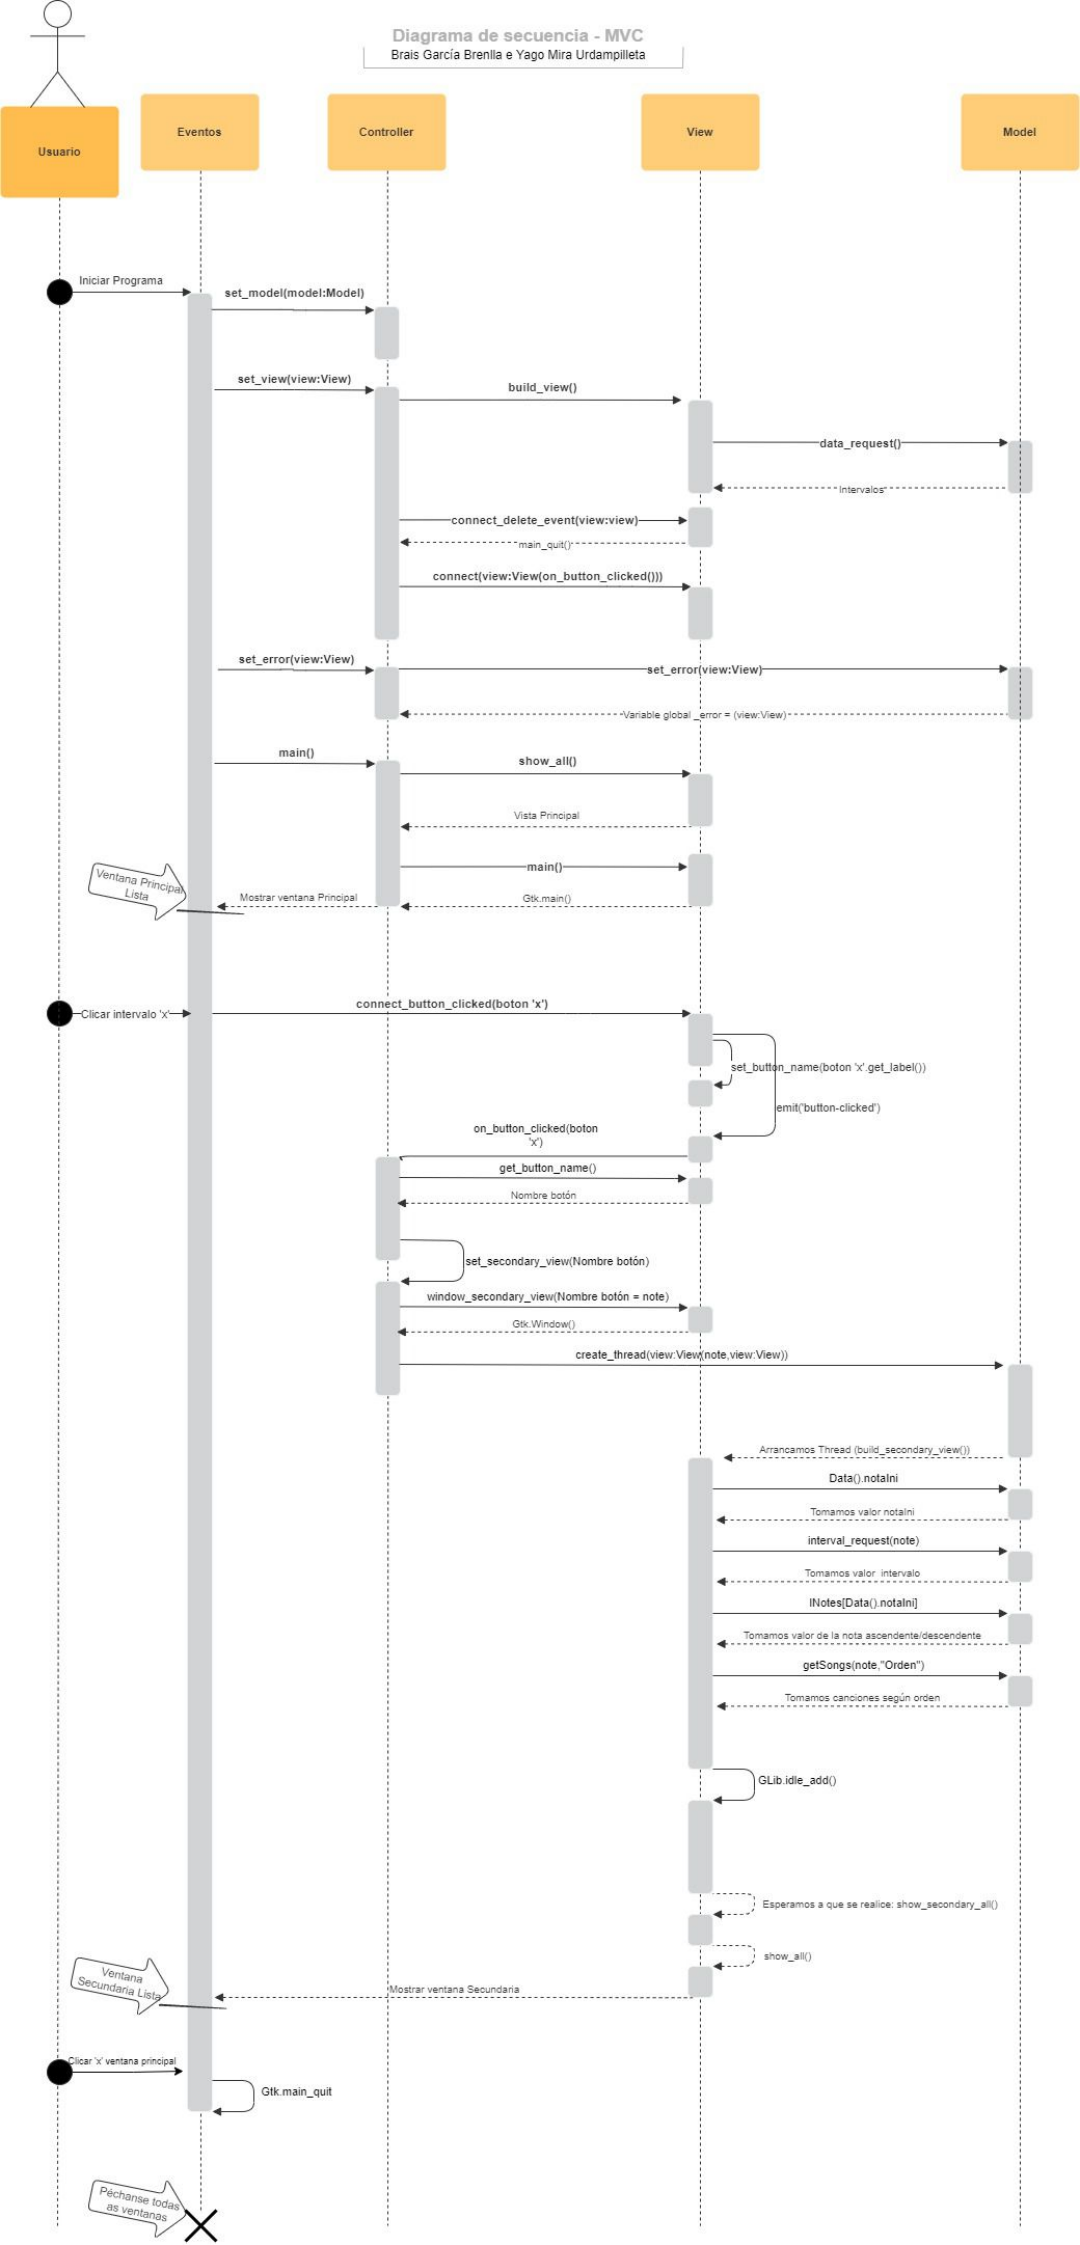 Diagrama de secuencia - MVC
Brais García Brenlla e Yago Mira Urdampilleta
Usuario
Eventos
Controller
View
Model
Iniciar Programa
set_model(model:Model)
set_view(view:View)
build_view()
data_request()
Intervalos
connect_delete_event(view:view)
main_quit()
connect(view:View(on_button_clicked()))
set_error(view:View)
set_error(view:View)
Variable global _error = (view:View)
main()
show_all()
Vista Principal
main()
Ventana Principal
Lista
Mostrar ventana Principal
Gtk.main()
Clicar intervalo 'x'
connect_button_clicked(boton 'x')
set_button_name(boton 'x'.get_label())
emit('button-clicked')
on_button_clicked(boton
'x')
get_button_name()
Nombre botón
set_secondary_view(Nombre botón)
window_secondary_view(Nombre botón = note)
Gtk.Window()
create_thread(view:View(note,view:View))
Arrancamos Thread (build_secondary_view())
Data().notaIni
Tomamos valor notaIni
interval_request(note)
Tomamos valor  intervalo
INotes[Data().notaIni]
Tomamos valor de la nota ascendente/descendente
getSongs(note,"Orden")
Tomamos canciones según orden
GLib.idle_add()
Esperamos a que se realice: show_secondary_all()
show_all()
Ventana
Secundaria Lista
Mostrar ventana Secundaria
Clicar 'x' ventana principal
Gtk.main_quit
Péchanse todas
as ventanas